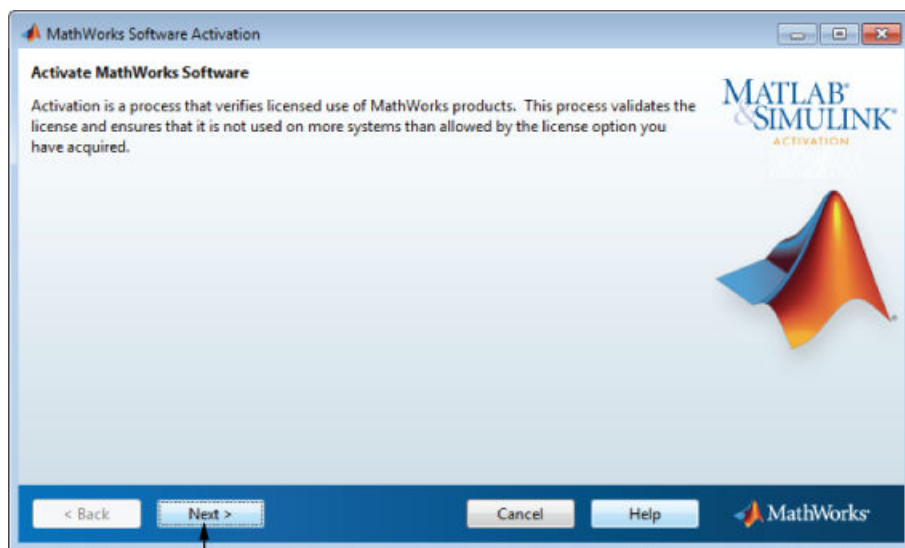 MathWorks Software Activation
Activate MathWorks Software
Activation is a process that verifies licensed use of MathWorks products. This process validates the
license and ensures that it is not used on more systems than allowed by the license option you
have acquired.
MATLAB®
&SIMULINK®
ACTIVATION
< Back
Next >
Cancel
Help
MathWorks®